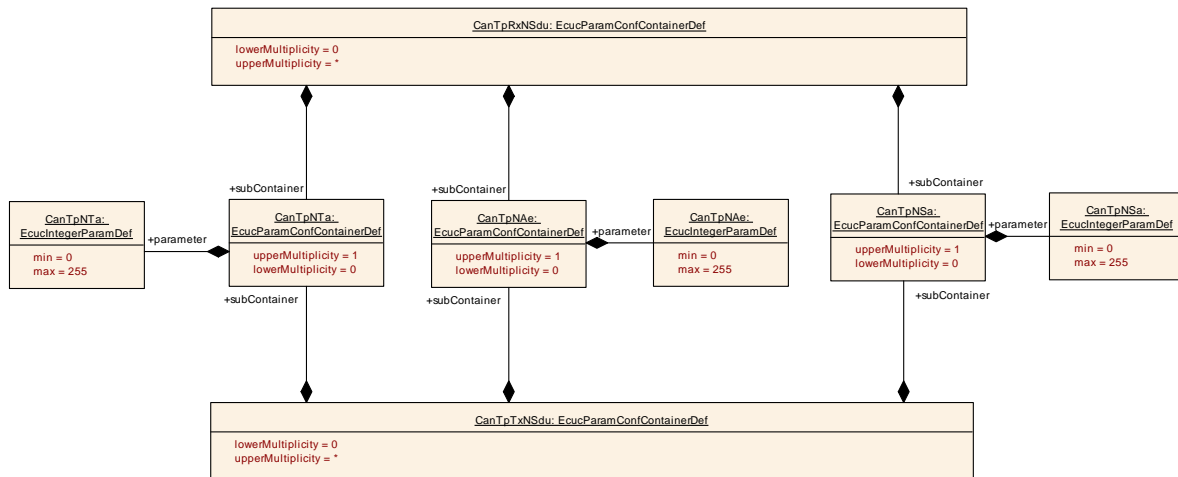 CanTpRxNSdu: EcucParamConfContainerDef
lowerMultiplicity = 0
upperMultiplicity = *
+subContainer
+subContainer
+subContainer
CanTpNTa:
EcucIntegerParamDef
min = 0
max = 255
+parameter
CanTpNTa:
EcucParamConfContainerDef
upperMultiplicity = 1
lowerMultiplicity = 0
CanTpNAe:
EcucParamConfContainerDef
upperMultiplicity = 1
lowerMultiplicity = 0
+parameter
CanTpNAe:
EcucIntegerParamDef
min = 0
max = 255
CanTpNSa:
EcucParamConfContainerDef
upperMultiplicity = 1
lowerMultiplicity = 0
+parameter
CanTpNSa:
EcucIntegerParamDef
min = 0
max = 255
+subContainer
+subContainer
+subContainer
CanTpTxNSdu: EcucParamConfContainerDef
lowerMultiplicity = 0
upperMultiplicity = *